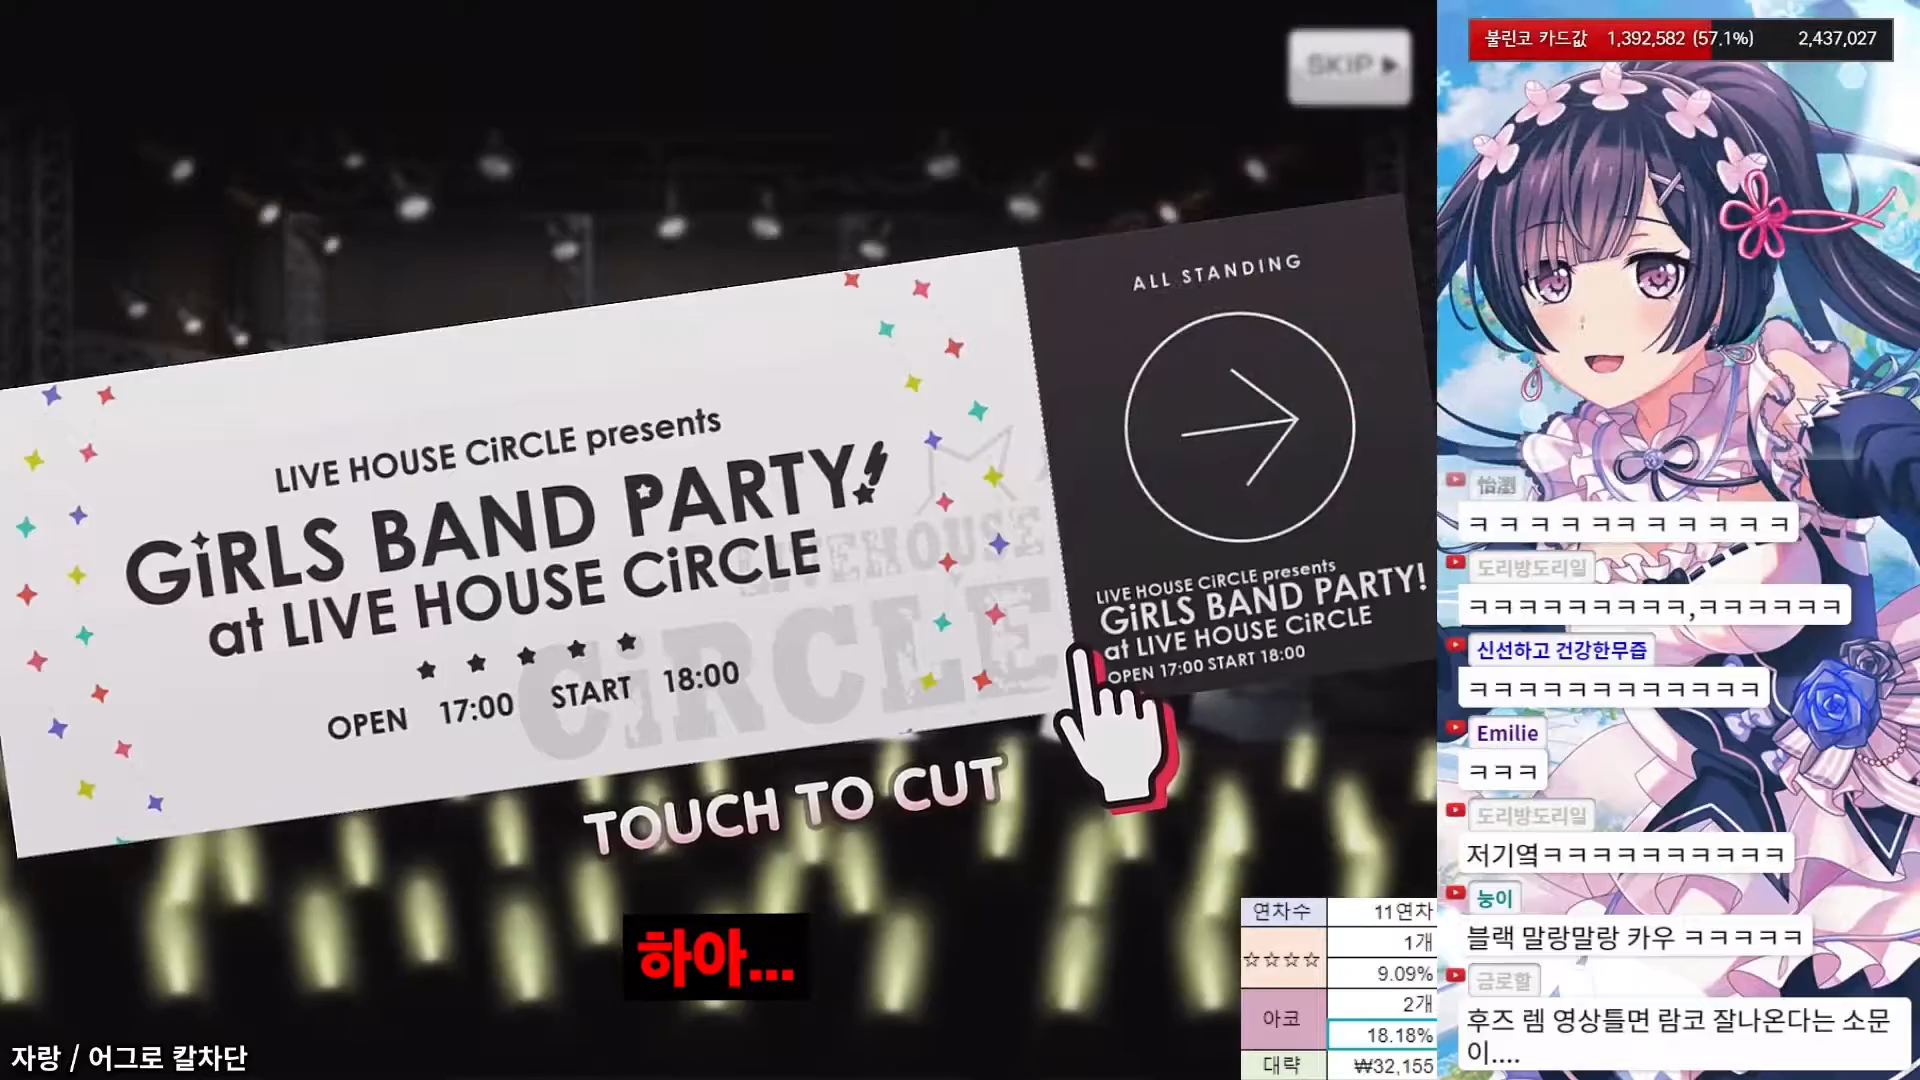 SKIP
불린코 카드값 1,392,582 (57.1%) 2,437,027
ALL STANDING
LIVE HOUSE CiRCLE presents
GiRLS BAND PARTY!
at LIVE HOUSE CiRCLE
OPEN 17:00 START 18:00
LIVEHOUSE
CiRCLE
LIVE HOUSE CiRCLE presents
GiRLS BAND PARTY!
at LIVE HOUSE CiRCLE
OPEN 17:00 START 18:00
TOUCH TO CUT
하아...
자랑 / 어그로 칼차단
연차수 11연차
☆☆☆☆ 1개
9.09%
아코 2개
18.18%
대략 ₩32,155
怡瀏
ㅋㅋㅋㅋㅋㅋㅋㅋㅋㅋㅋ
도리방도리일
ㅋㅋㅋㅋㅋㅋㅋㅋㅋ,ㅋㅋㅋㅋㅋㅋ
신선하고 건강한무즙
ㅋㅋㅋㅋㅋㅋㅋㅋㅋㅋㅋㅋ
Emilie
ㅋㅋㅋ
도리방도리일
저기옄ㅋㅋㅋㅋㅋㅋㅋㅋㅋㅋ
눙이
블랙 말랑말랑 카우 ㅋㅋㅋㅋㅋ
금로할
후즈 렘 영상틀면 람코 잘나온다는 소문
이....